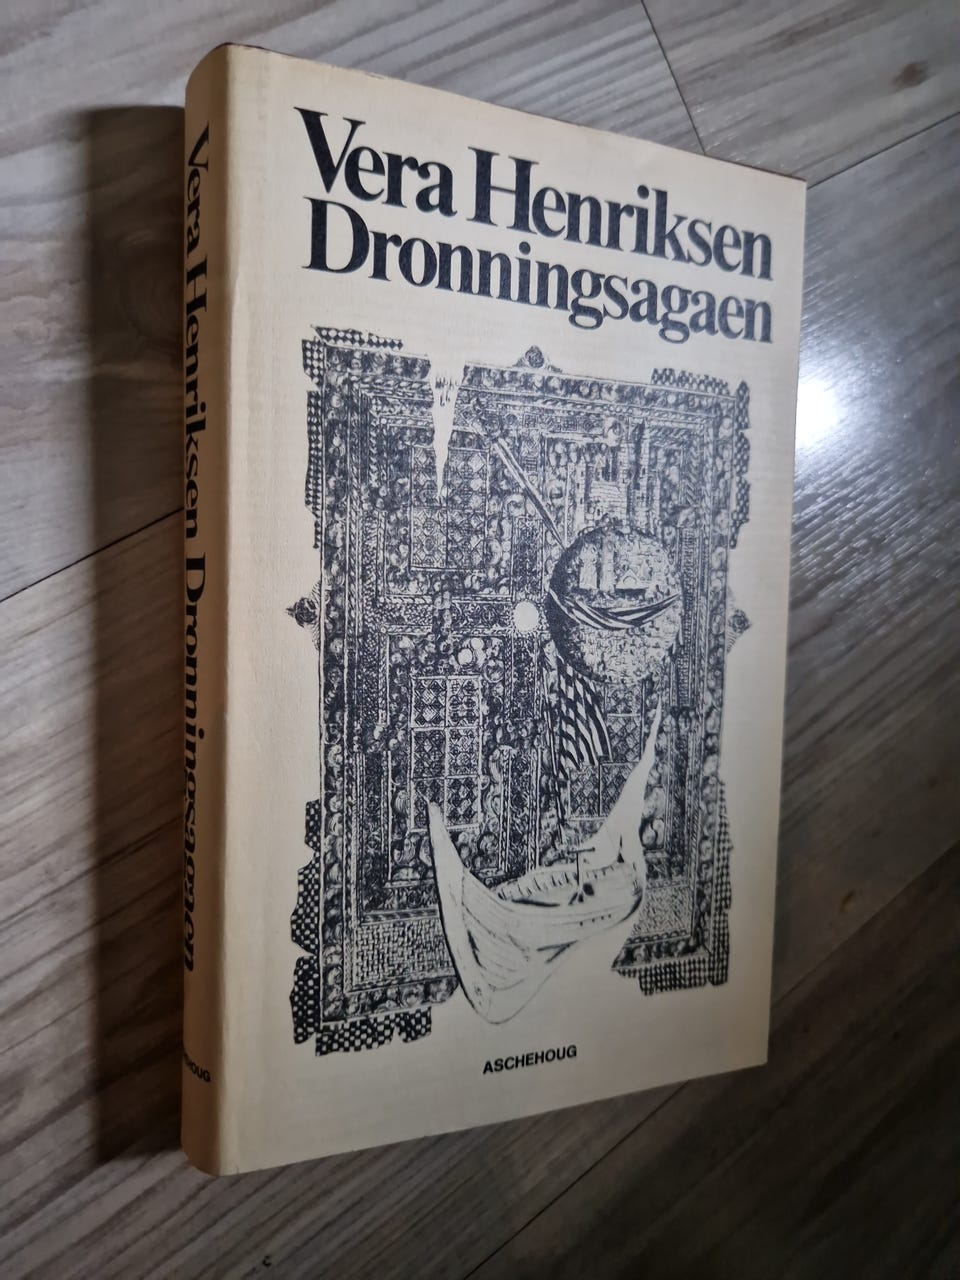 Vera Henriksen
Dronningsagaen
ASCHEHOUG
Vera Henriksen Dronningsagaen